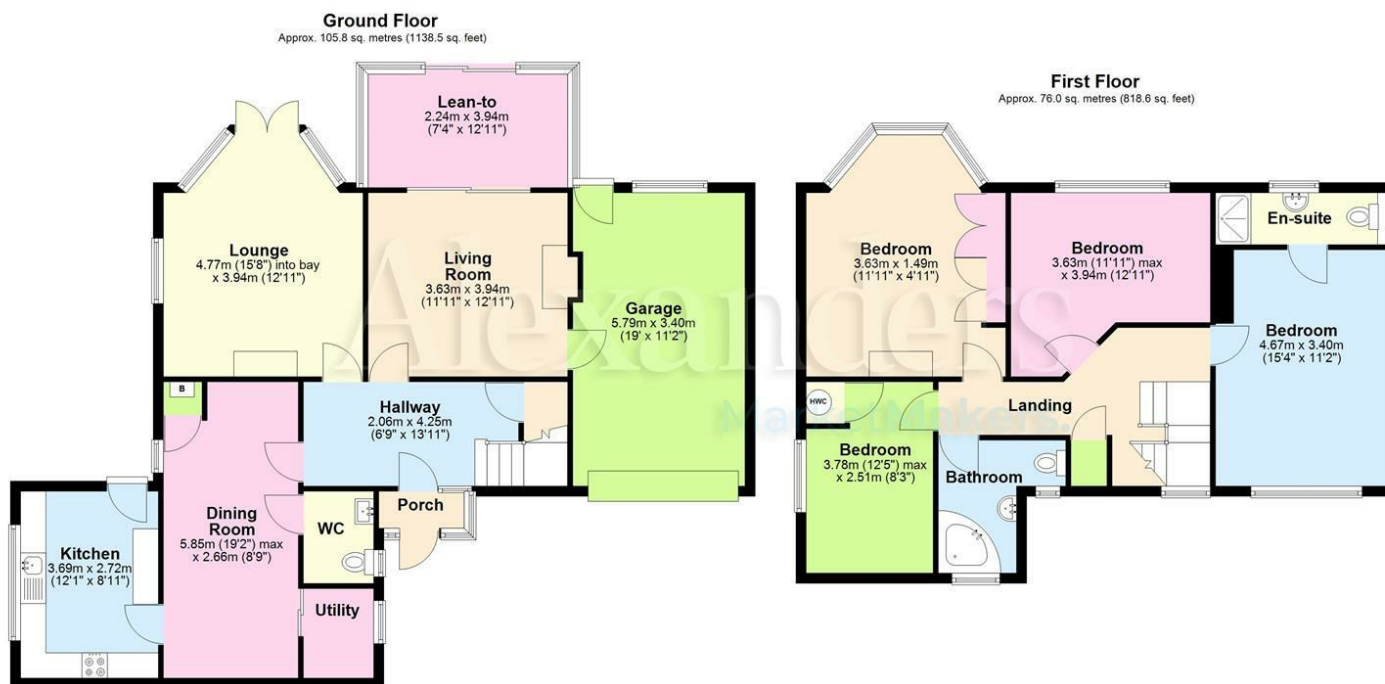 Ground Floor
Approx. 105.8 sq. metres (1138.5 sq. feet)
Lean-to
2.24m x 3.94m
(7'4" x 12'11")
Lounge
4.77m (15'8") into bay
x 3.94m (12'11")
Living
Room
3.63m x 3.94m
(11'11" x 12'11")
Garage
5.79m x 3.40m
(19' x 11'2")
B
Hallway
2.06m x 4.25m
(6'9" x 13'11")
Dining
Room
5.85m (19'2") max
x 2.66m (8'9")
WC
Porch
Kitchen
3.69m x 2.72m
(12'1" x 8'11")
Utility
First Floor
Approx. 76.0 sq. metres (818.6 sq. feet)
Bedroom
3.63m x 1.49m
(11'11" x 4'11")
Bedroom
3.63m (11'11") max
x 3.94m (12'11")
En-suite
Bedroom
4.67m x 3.40m
(15'4" x 11'2")
HWC
Landing
Bedroom
3.78m (12'5") max
x 2.51m (8'3")
Bathroom
Alexanders
MarketMakers.